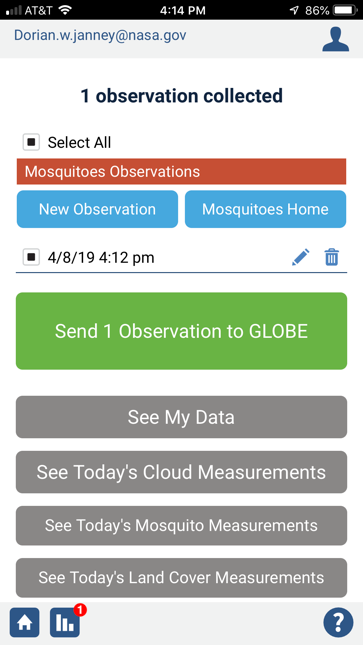 AT&T 4:14 PM 86%
Dorian.w.janney@nasa.gov
1 observation collected
Select All
Mosquitoes Observations
New Observation Mosquitoes Home
4/8/19 4:12 pm
Send 1 Observation to GLOBE
See My Data
See Today's Cloud Measurements
See Today's Mosquito Measurements
See Today's Land Cover Measurements
1
?